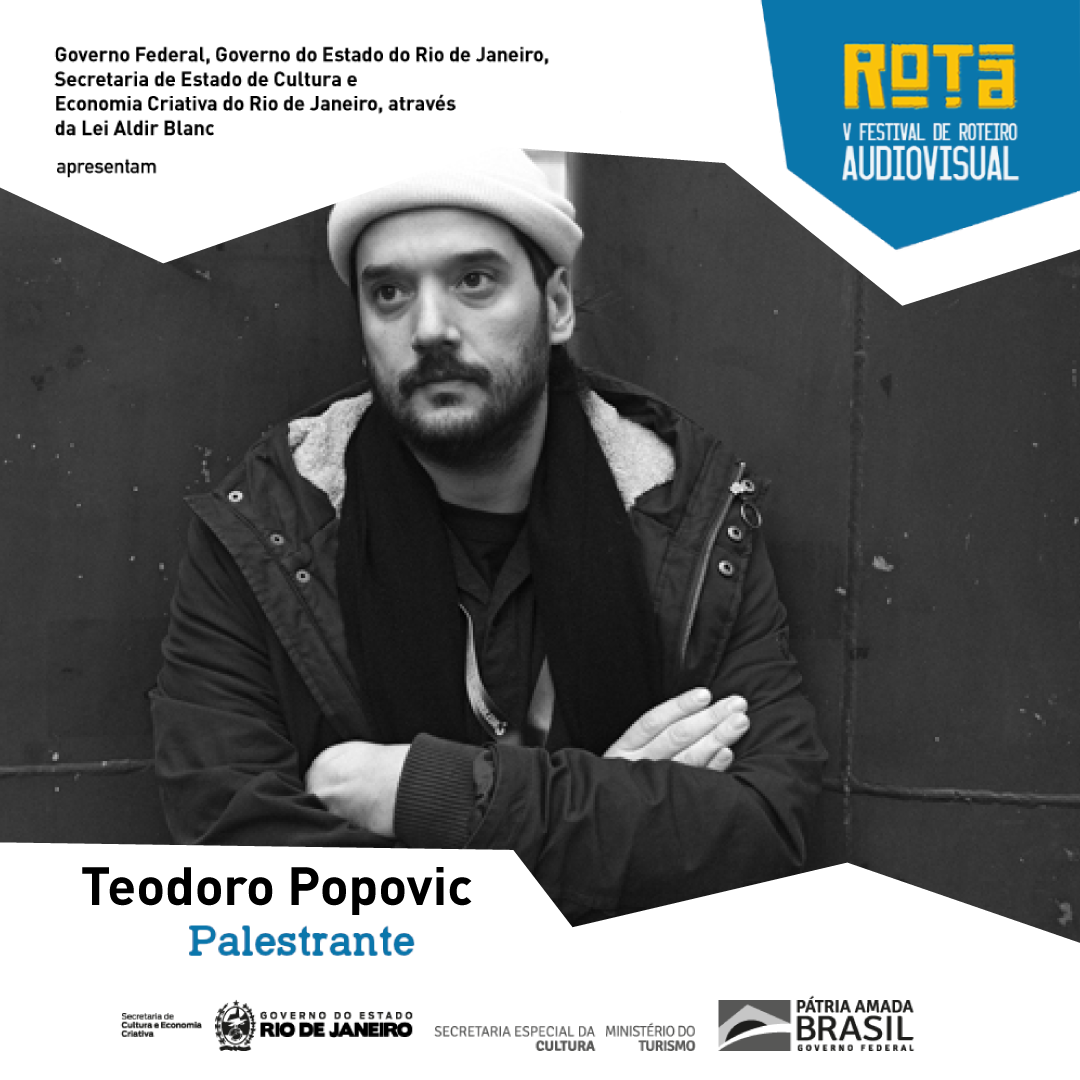 Governo Federal, Governo do Estado do Rio de Janeiro,
Secretaria de Estado de Cultura e
Economia Criativa do Rio de Janeiro, através
da Lei Aldir Blanc
apresentam
ROTA
V FESTIVAL DE ROTEIRO
AUDIOVISUAL
Teodoro Popovic
Palestrante
Secretaria de
Cultura e Economia
Criativa
GOVERNO DO ESTADO
RIO DE JANEIRO
SECRETARIA ESPECIAL DA
CULTURA
MINISTÉRIO DO
TURISMO
PÁTRIA AMADA
BRASIL
GOVERNO FEDERAL